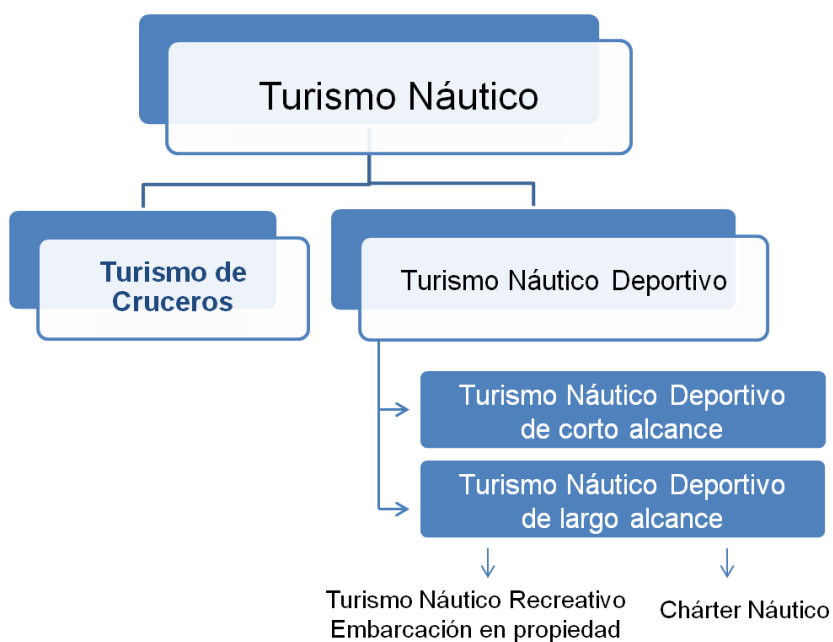 Turismo Náutico
Turismo de
Cruceros
Turismo Náutico Deportivo
Turismo Náutico Deportivo
de corto alcance
Turismo Náutico Deportivo
de largo alcance
Turismo Náutico Recreativo
Embarcación en propiedad
Chárter Náutico